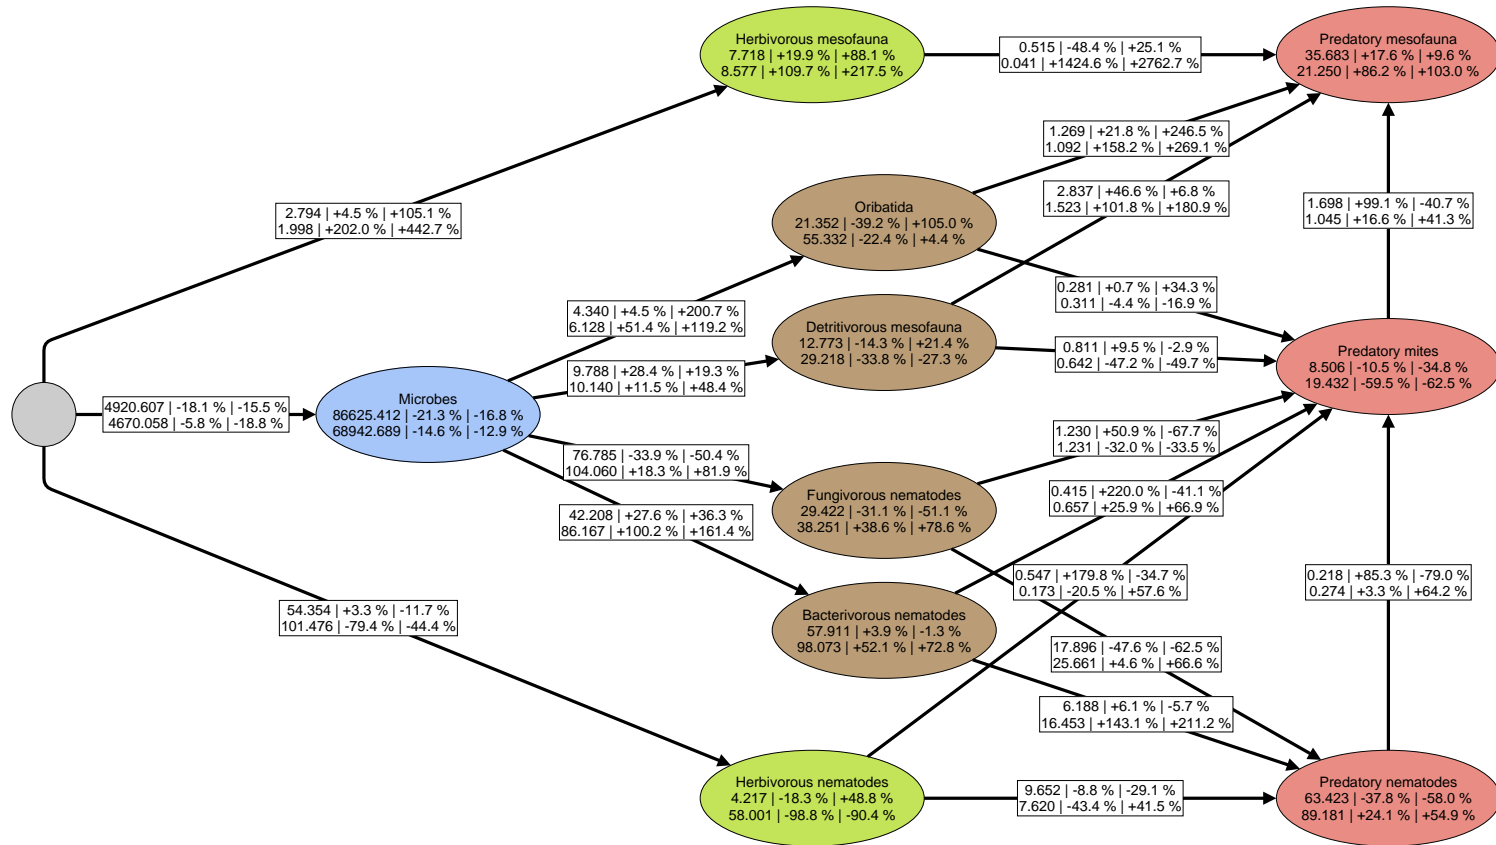 Herbivorous mesofauna
7.718 | +19.9 % | +88.1 %
8.577 | +109.7 % | +217.5 %
0.515 | -48.4 % | +25.1 %
0.041 | +1424.6 % | +2762.7 %
Predatory mesofauna
35.683 | +17.6 % | +9.6 %
21.250 | +86.2 % | +103.0 %
1.269 | +21.8 % | +246.5 %
1.092 | +158.2 % | +269.1 %
2.837 | +46.6 % | +6.8 %
1.523 | +101.8 % | +180.9 %
2.794 | +4.5 % | +105.1 %
1.998 | +202.0 % | +442.7 %
Oribatida
21.352 | -39.2 % | +105.0 %
55.332 | -22.4 % | +4.4 %
1.698 | +99.1 % | -40.7 %
1.045 | +16.6 % | +41.3 %
4.340 | +4.5 % | +200.7 %
6.128 | +51.4 % | +119.2 %
0.281 | +0.7 % | +34.3 %
0.311 | -4.4 % | -16.9 %
Detritivorous mesofauna
12.773 | -14.3 % | +21.4 %
29.218 | -33.8 % | -27.3 %
0.811 | +9.5 % | -2.9 %
0.642 | -47.2 % | -49.7 %
Predatory mites
8.506 | -10.5 % | -34.8 %
19.432 | -59.5 % | -62.5 %
9.788 | +28.4 % | +19.3 %
10.140 | +11.5 % | +48.4 %
4920.607 | -18.1 % | -15.5 %
4670.058 | -5.8 % | -18.8 %
Microbes
86625.412 | -21.3 % | -16.8 %
68942.689 | -14.6 % | -12.9 %
76.785 | -33.9 % | -50.4 %
104.060 | +18.3 % | +81.9 %
1.230 | +50.9 % | -67.7 %
1.231 | -32.0 % | -33.5 %
Fungivorous nematodes
29.422 | -31.1 % | -51.1 %
38.251 | +38.6 % | +78.6 %
0.415 | +220.0 % | -41.1 %
0.657 | +25.9 % | +66.9 %
42.208 | +27.6 % | +36.3 %
86.167 | +100.2 % | +161.4 %
0.547 | +179.8 % | -34.7 %
0.173 | -20.5 % | +57.6 %
0.218 | +85.3 % | -79.0 %
0.274 | +3.3 % | +64.2 %
54.354 | +3.3 % | -11.7 %
101.476 | -79.4 % | -44.4 %
Bacterivorous nematodes
57.911 | +3.9 % | -1.3 %
98.073 | +52.1 % | +72.8 %
17.896 | -47.6 % | -62.5 %
25.661 | +4.6 % | +66.6 %
6.188 | +6.1 % | -5.7 %
16.453 | +143.1 % | +211.2 %
Herbivorous nematodes
4.217 | -18.3 % | +48.8 %
58.001 | -98.8 % | -90.4 %
9.652 | -8.8 % | -29.1 %
7.620 | -43.4 % | +41.5 %
Predatory nematodes
63.423 | -37.8 % | -58.0 %
89.181 | +24.1 % | +54.9 %